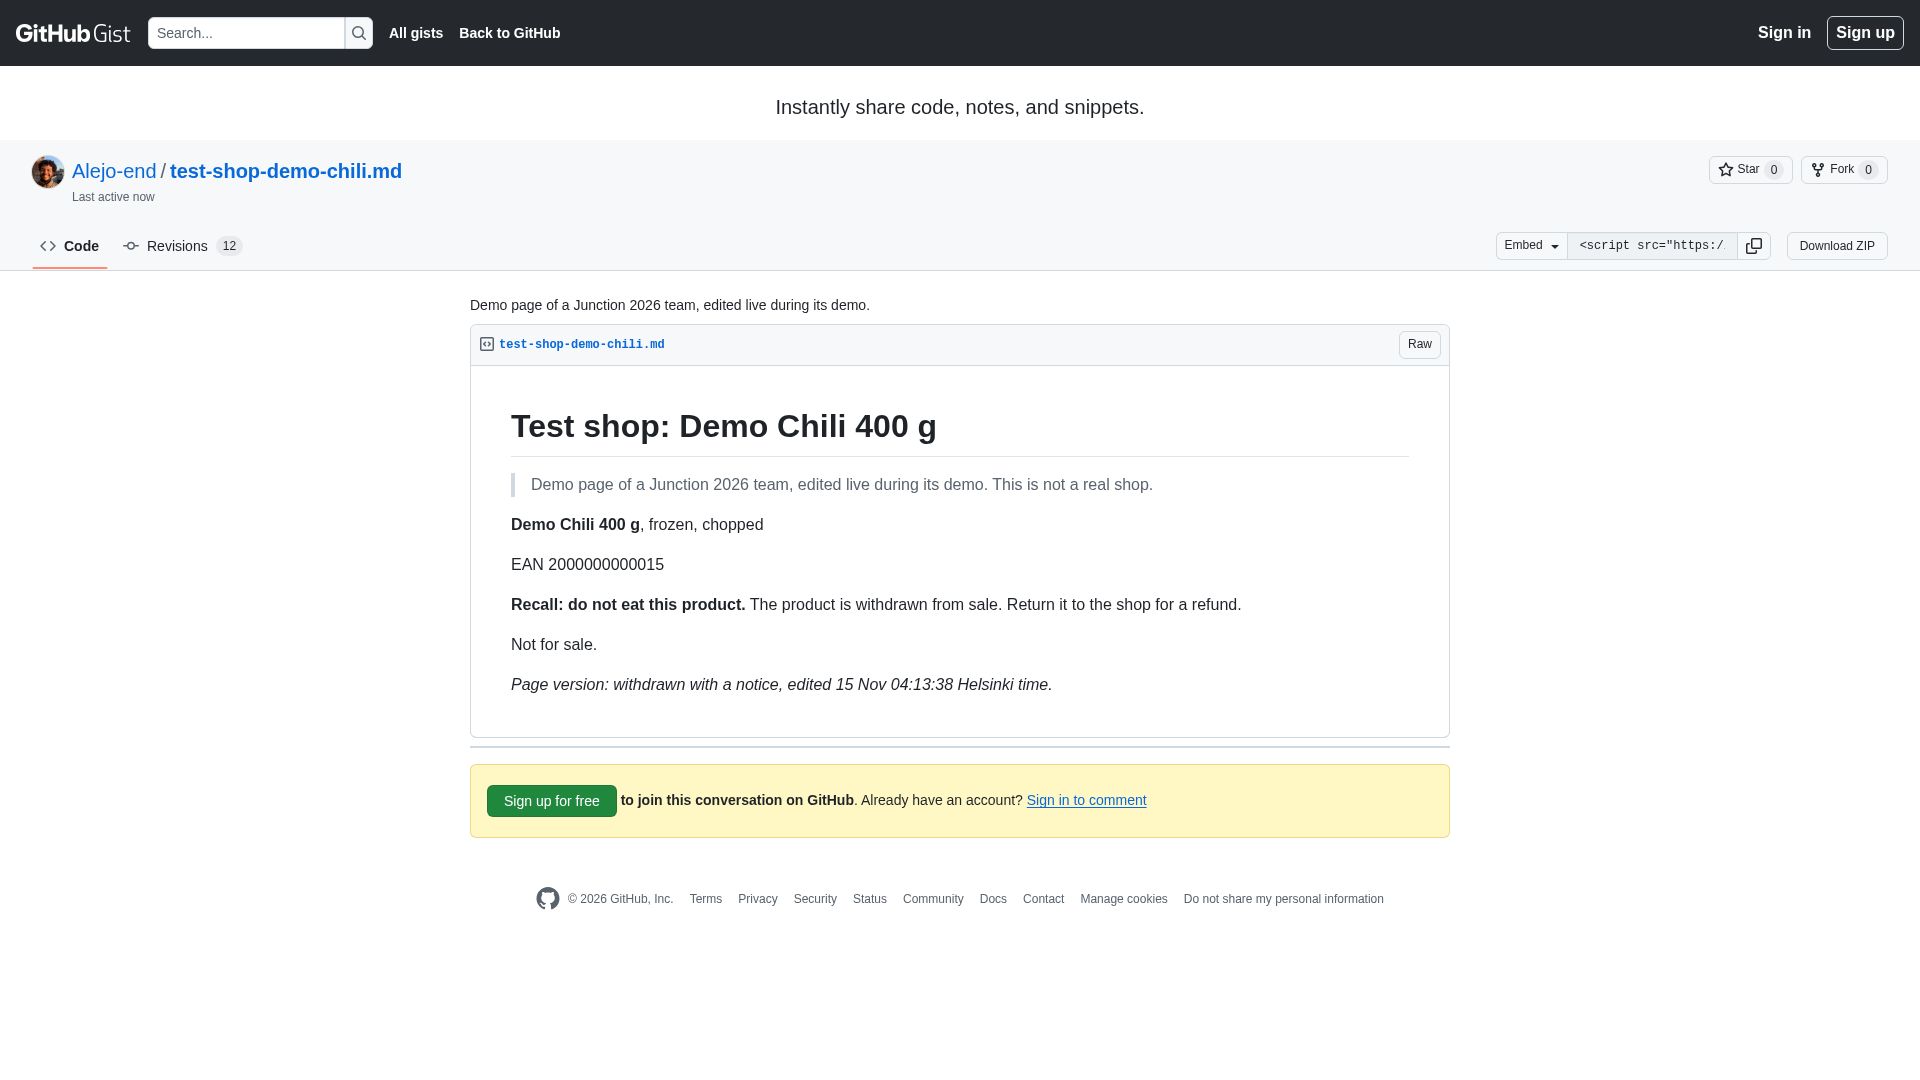 GitHub Gist
Search...
All gists
Back to GitHub
Sign in
Sign up
Instantly share code, notes, and snippets.
Alejo-end / test-shop-demo-chili.md
Last active now
Star 0
Fork 0
Code
Revisions 12
Embed
<script src="https:/
Download ZIP
Demo page of a Junction 2026 team, edited live during its demo.
test-shop-demo-chili.md
Raw
Test shop: Demo Chili 400 g
Demo page of a Junction 2026 team, edited live during its demo. This is not a real shop.
Demo Chili 400 g, frozen, chopped
EAN 2000000000015
Recall: do not eat this product. The product is withdrawn from sale. Return it to the shop for a refund.
Not for sale.
Page version: withdrawn with a notice, edited 15 Nov 04:13:38 Helsinki time.
Sign up for free to join this conversation on GitHub. Already have an account? Sign in to comment
© 2026 GitHub, Inc. Terms Privacy Security Status Community Docs Contact Manage cookies Do not share my personal information